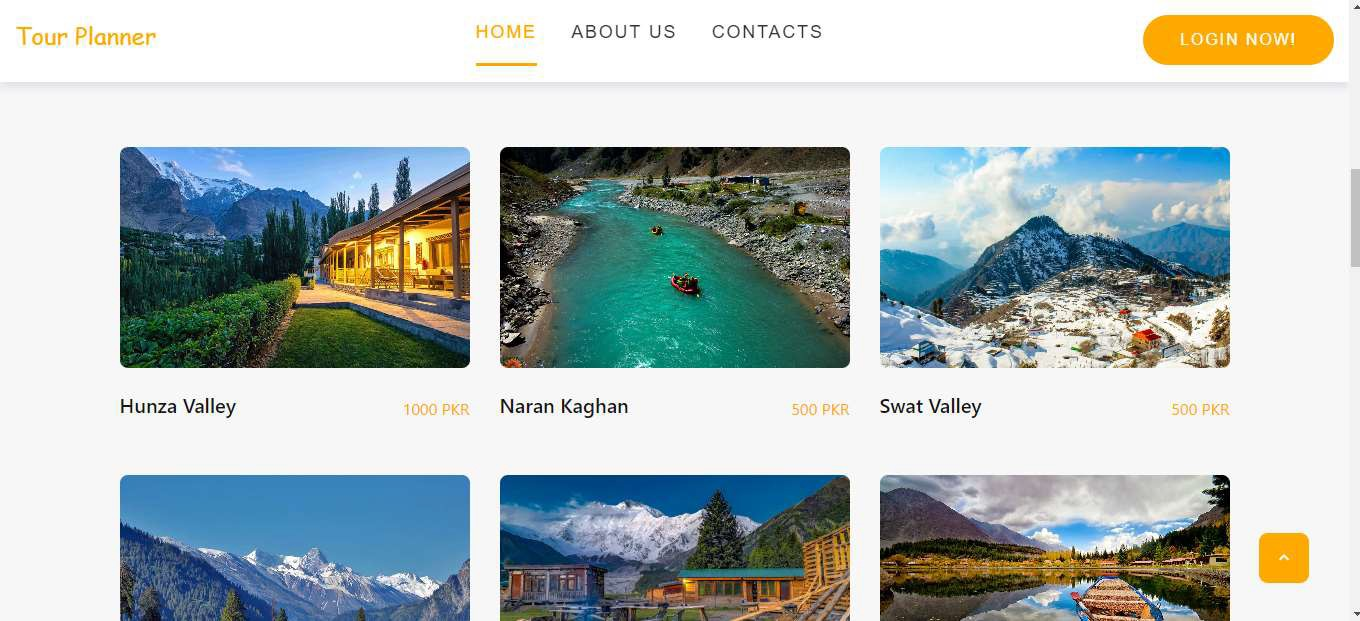 Tour Planner
HOME ABOUT US CONTACTS
LOGIN NOW!
Hunza Valley 1000 PKR
Naran Kaghan 500 PKR
Swat Valley 500 PKR